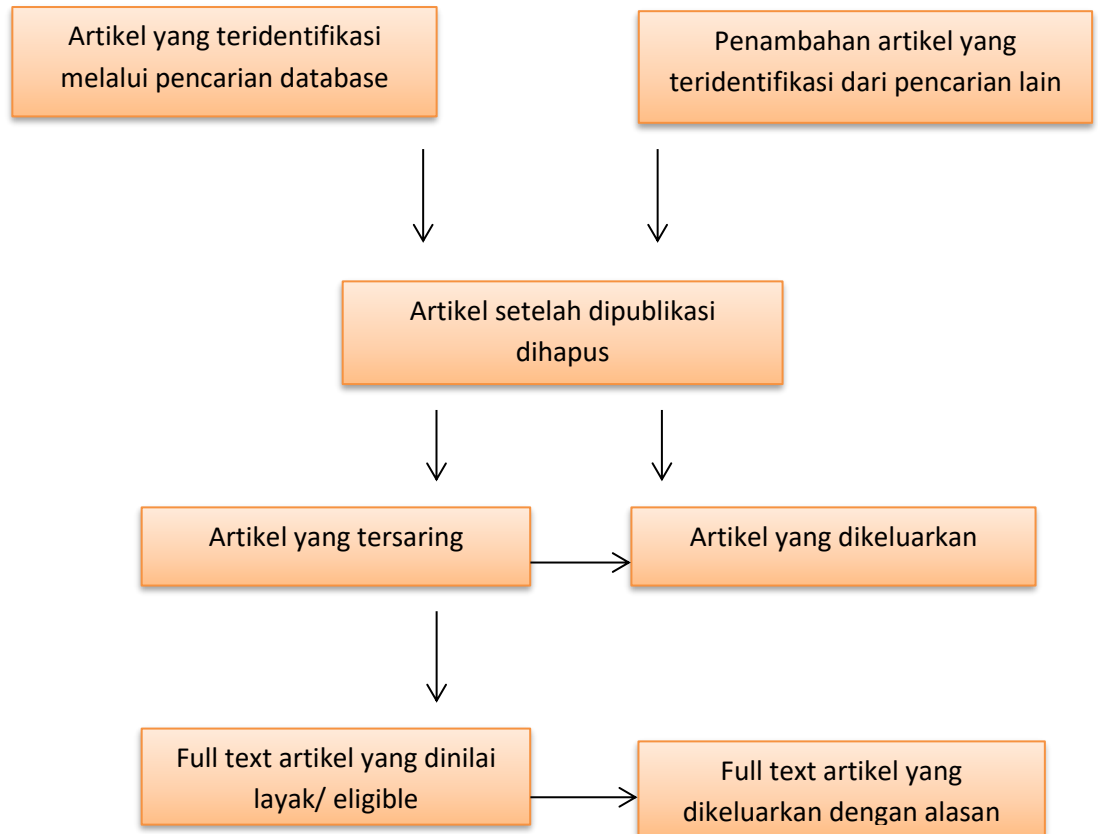 Artikel yang teridentifikasi
melalui pencarian database
Penambahan artikel yang
teridentifikasi dari pencarian lain
Artikel setelah dipublikasi
dihapus
Artikel yang tersaring
Artikel yang dikeluarkan
Full text artikel yang dinilai
layak/ eligible
Full text artikel yang
dikeluarkan dengan alasan